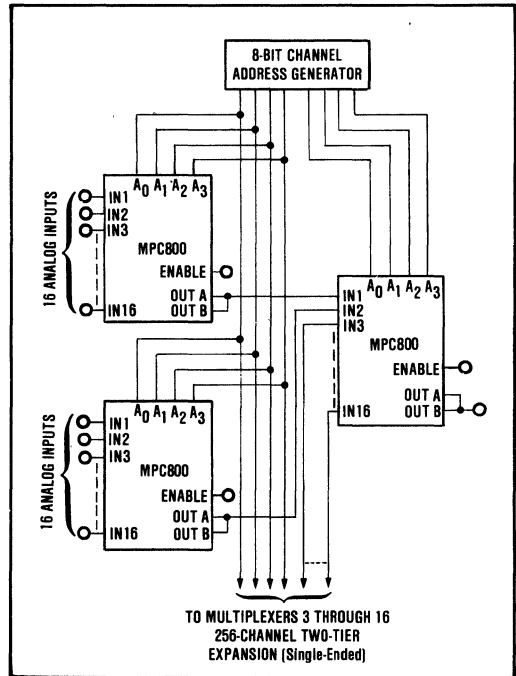 8-BIT CHANNEL
ADDRESS GENERATOR
A0 A1 A2 A3
16 ANALOG INPUTS
IN1
IN2
IN3
MPC800
ENABLE
OUT A
OUT B
IN16
A0 A1 A2 A3
IN1
IN2
IN3
MPC800
ENABLE
OUT A
OUT B
IN16
A0 A1 A2 A3
16 ANALOG INPUTS
IN1
IN2
IN3
MPC800
ENABLE
OUT A
OUT B
IN16
TO MULTIPLEXERS 3 THROUGH 16
256-CHANNEL TWO-TIER
EXPANSION (Single-Ended)